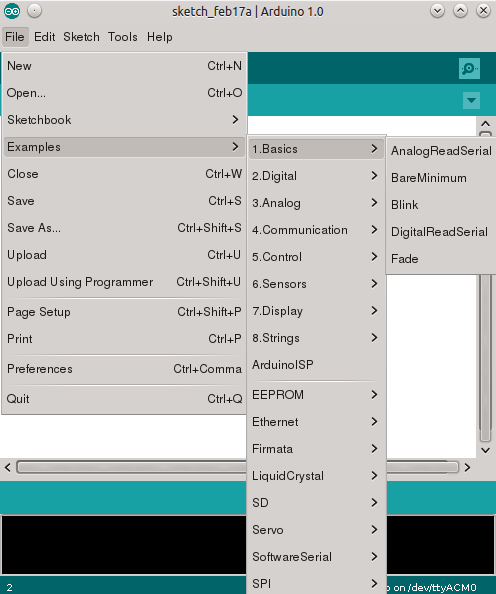 sketch_feb17a | Arduino 1.0
File Edit Sketch Tools Help
New Ctrl+N
Open... Ctrl+O
Sketchbook
Examples
Close Ctrl+W
Save Ctrl+S
Save As... Ctrl+Shift+S
Upload Ctrl+U
Upload Using Programmer Ctrl+Shift+U
Page Setup Ctrl+Shift+P
Print Ctrl+P
Preferences Ctrl+Comma
Quit Ctrl+Q
1.Basics
2.Digital
3.Analog
4.Communication
5.Control
6.Sensors
7.Display
8.Strings
ArduinoISP
EEPROM
Ethernet
Firmata
LiquidCrystal
SD
Servo
SoftwareSerial
SPI
AnalogReadSerial
BareMinimum
Blink
DigitalReadSerial
Fade
2
on /dev/ttyACM0